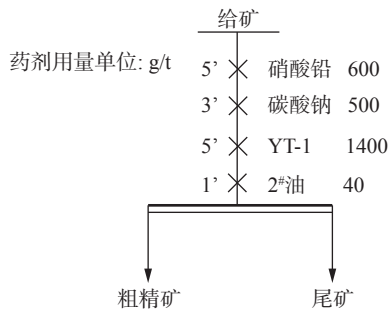 给矿
药剂用量单位: g/t
5’ 硝酸铅 600
3’ 碳酸钠 500
5’ YT-1 1400
1’ 2#油 40
粗精矿 尾矿